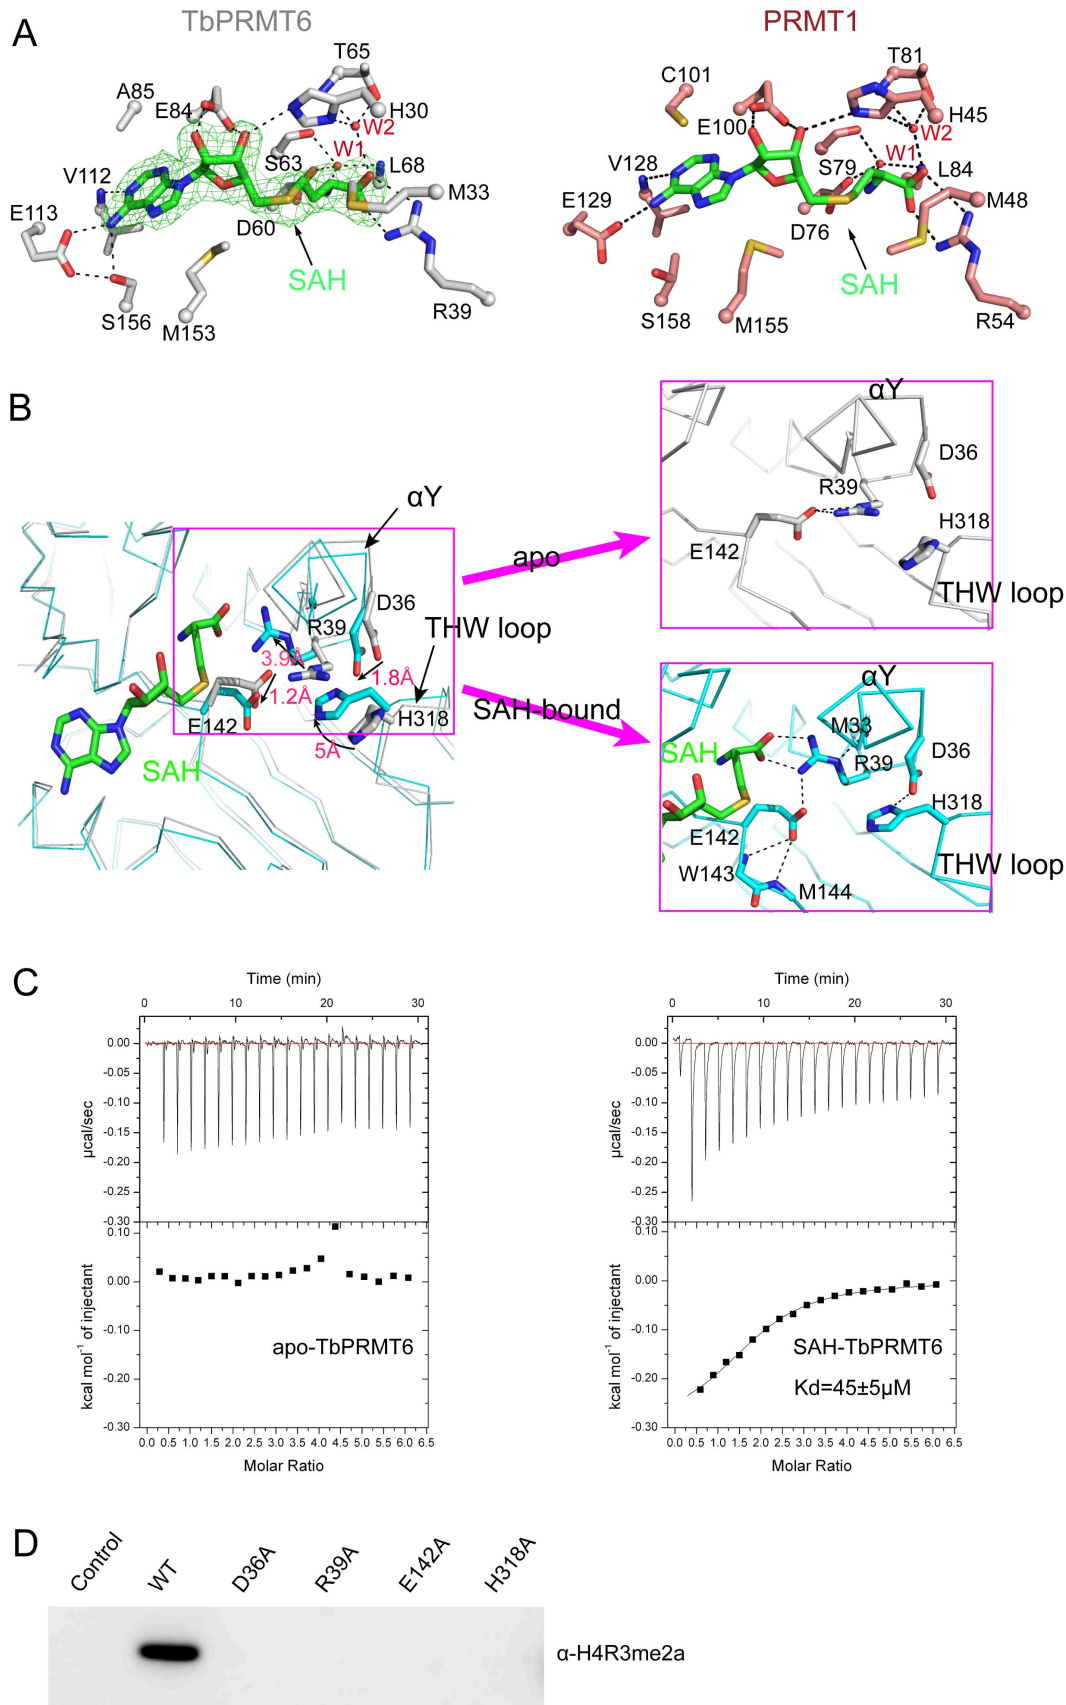 A
TbPRMT6
PRMT1
T65
A85
E84
H30
W2
S63
W1
L68
V112
M33
E113
D60
SAH
S156
M153
R39
T81
C101
H45
E100
W2
S79
W1
V128
L84
M48
E129
D76
SAH
S158
M155
R54
B
αY
D36
R39
THW loop
3.9Å
1.8Å
1.2Å
E142
H318
5Å
SAH
apo
SAH-bound
αY
D36
R39
H318
E142
THW loop
αY
M33
SAH
D36
R39
H318
E142
W143
THW loop
M144
C
Time (min)
0 10 20 30
0.00
-0.05
-0.10
-0.15
-0.20
-0.25
-0.30
µcal/sec
0.10
0.00
-0.10
-0.20
-0.30
kcal mol⁻¹ of injectant
apo-TbPRMT6
0.0 0.5 1.0 1.5 2.0 2.5 3.0 3.5 4.0 4.5 5.0 5.5 6.0 6.5
Molar Ratio
Time (min)
0 10 20 30
0.00
-0.05
-0.10
-0.15
-0.20
-0.25
-0.30
µcal/sec
0.00
-0.10
-0.20
-0.30
kcal mol⁻¹ of injectant
SAH-TbPRMT6
Kd=45±5µM
0.0 0.5 1.0 1.5 2.0 2.5 3.0 3.5 4.0 4.5 5.0 5.5 6.0 6.5
Molar Ratio
D
Control WT D36A R39A E142A H318A
α-H4R3me2a